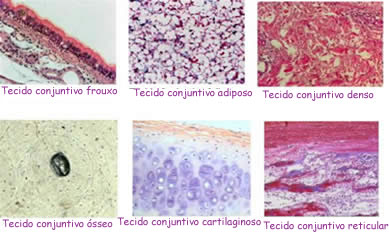 Tecido conjuntivo frouxo
Tecido conjuntivo adiposo
Tecido conjuntivo denso
Tecido conjuntivo ósseo
Tecido conjuntivo cartilaginoso
Tecido conjuntivo reticular